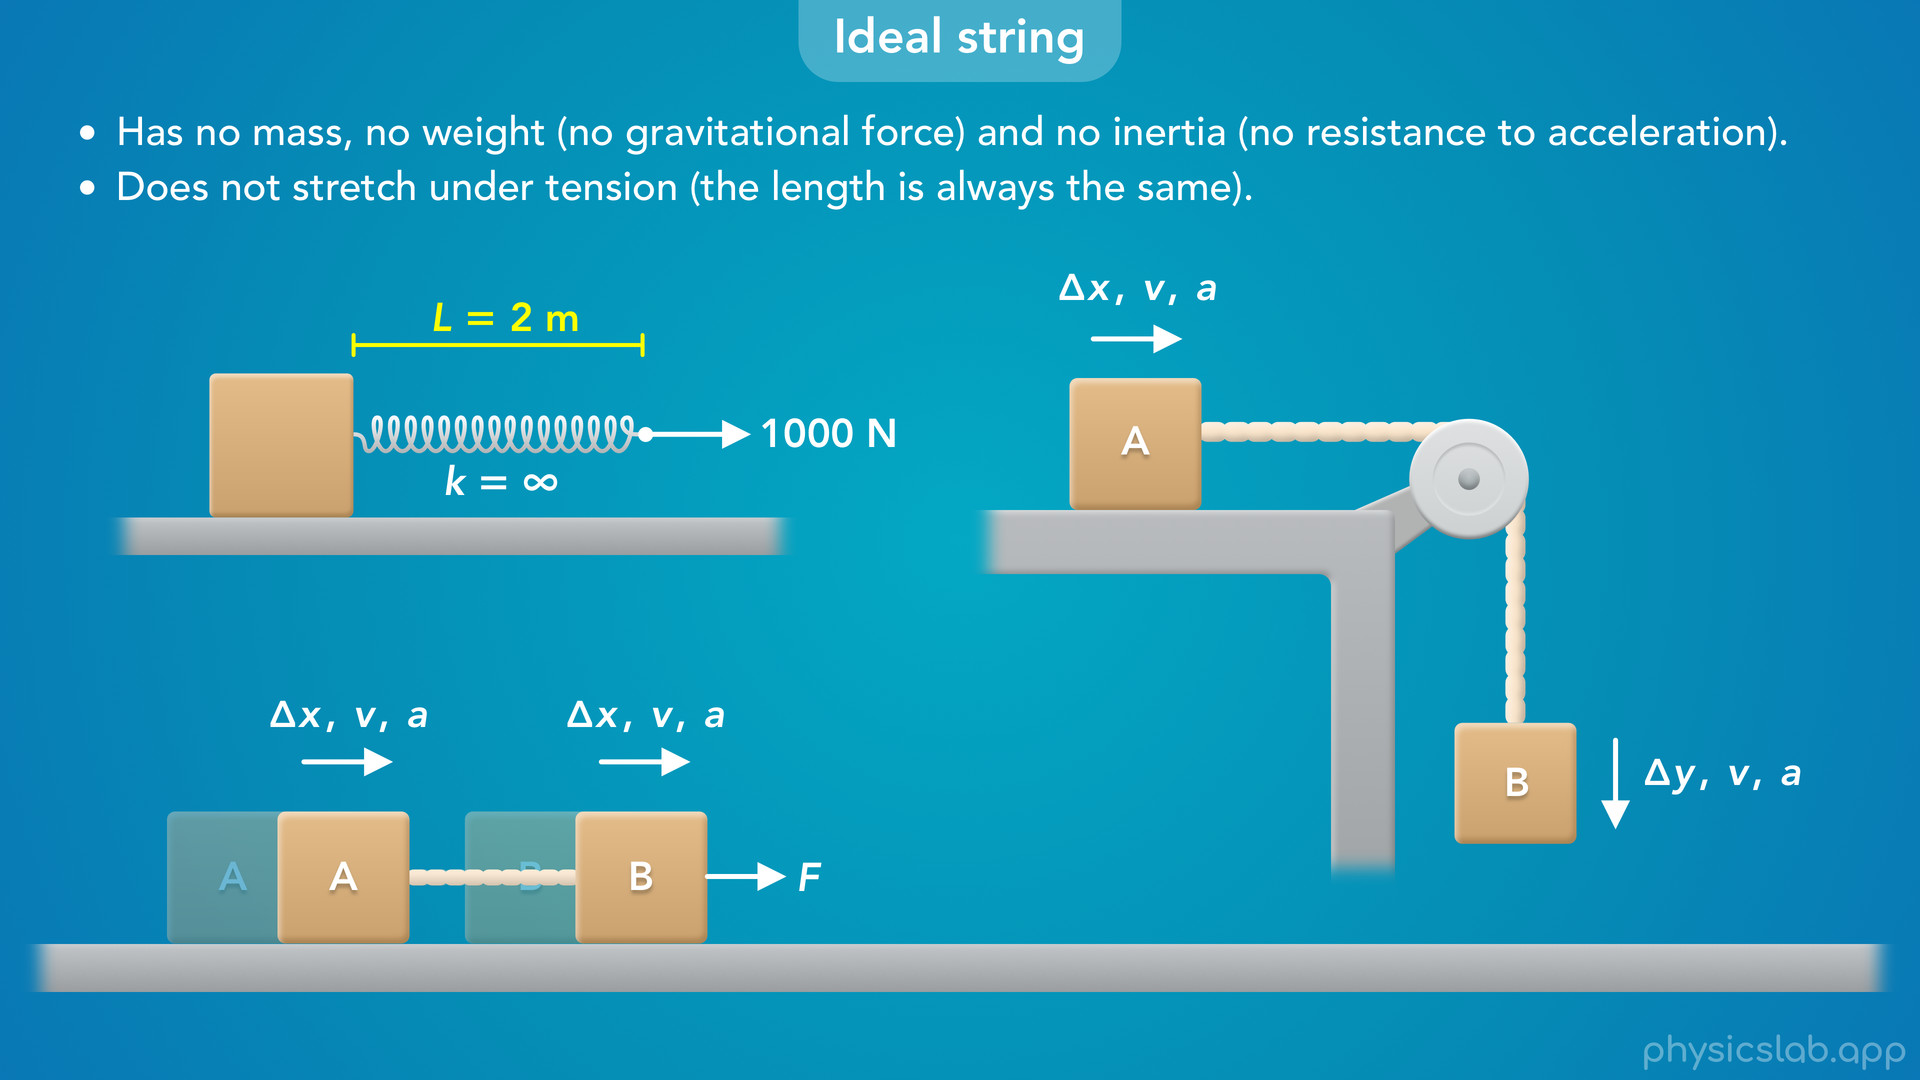 Ideal string
• Has no mass, no weight (no gravitational force) and no inertia (no resistance to acceleration).
• Does not stretch under tension (the length is always the same).
L = 2 m
1000 N
k = ∞
Δx, v, a
A
B
Δy, v, a
Δx, v, a
Δx, v, a
A
A
B
B
F
physicslab.app